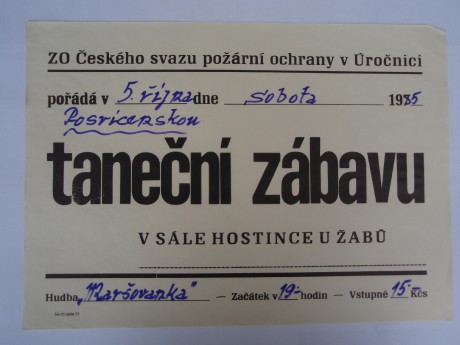 ZO Českého svazu požární ochrany v Úročnici
pořádá v 5. října dne sobota 1985
Posvícenskou
taneční zábavu
V SÁLE HOSTINCE U ŽABŮ
Hudba „Maršovanka" — Začátek v 19- hodin — Vstupné 15- Kčs